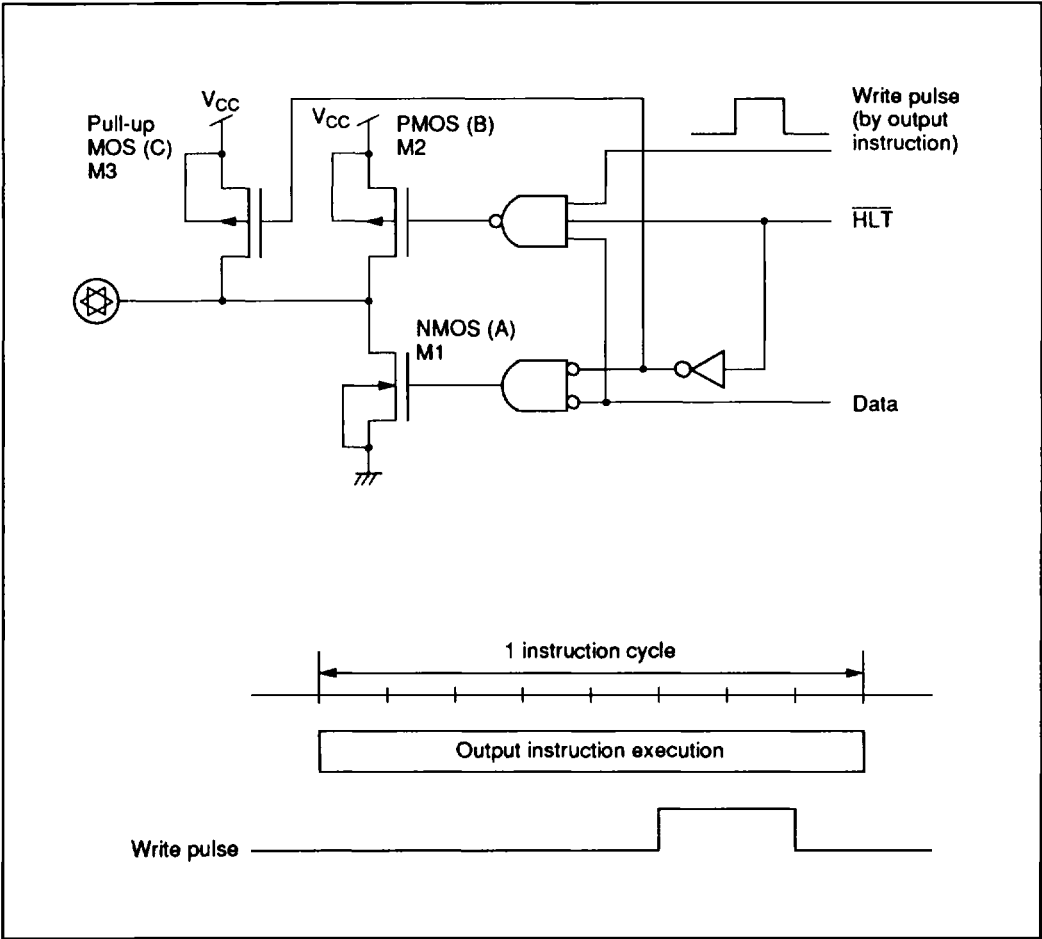 Pull-up
MOS (C)
M3
VCC
VCC
PMOS (B)
M2
Write pulse
(by output
instruction)
HLT
NMOS (A)
M1
Data
1 instruction cycle
Output instruction execution
Write pulse